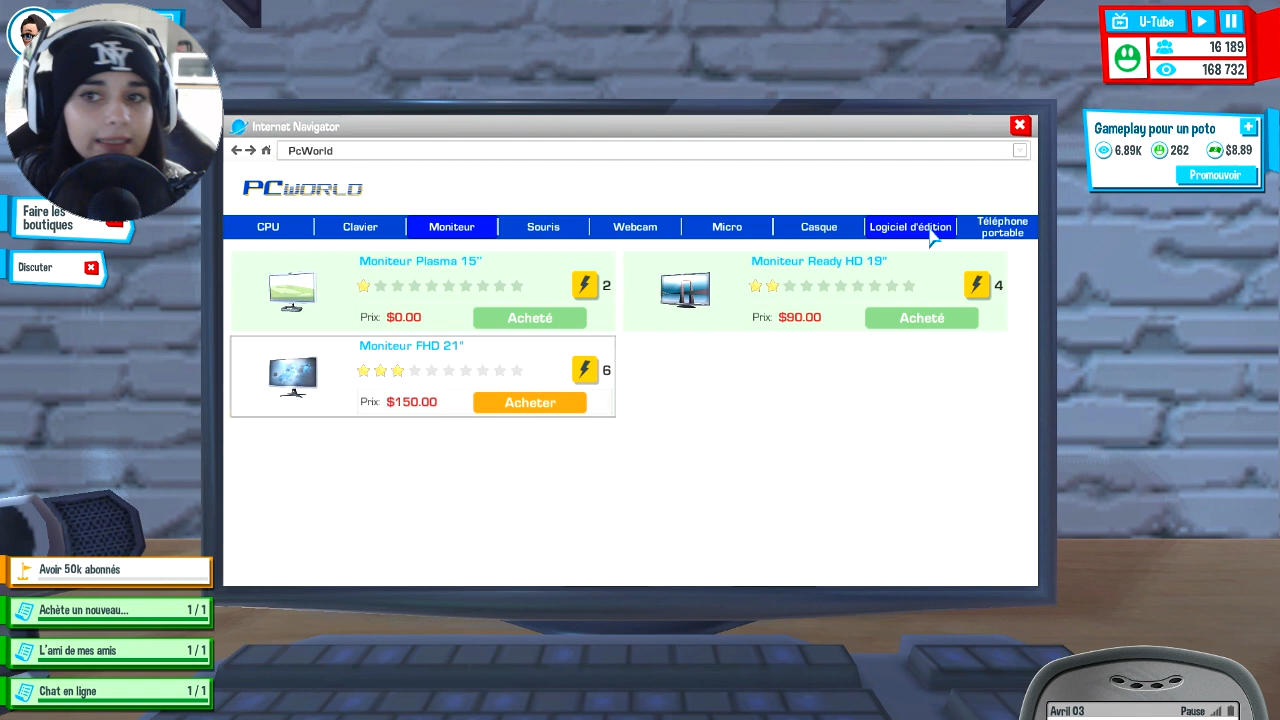 NY
U-Tube
16 189
168 732
Gameplay pour un poto
6.89K 262 $8.89
Promouvoir
Faire les
boutiques
Discuter
Internet Navigator
PcWorld
PCWORLD
CPU Clavier Moniteur Souris Webcam Micro Casque Logiciel d'édition Téléphone portable
Moniteur Plasma 15''
2
Prix: $0.00 Acheté
Moniteur Ready HD 19"
4
Prix: $90.00 Acheté
Moniteur FHD 21"
6
Prix: $150.00 Acheter
Avoir 50k abonnés
Achète un nouveau... 1 / 1
L'ami de mes amis 1 / 1
Chat en ligne 1 / 1
Avril 03 Pause